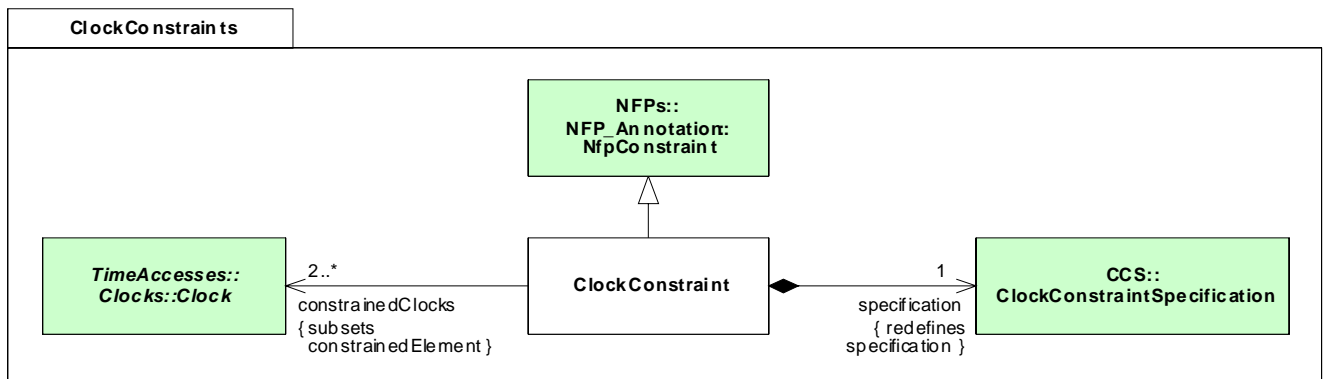 ClockConstraints
NFPs::
NFP_Annotation::
NfpConstraint
TimeAccesses::
Clocks::Clock
2..*
constrainedClocks
{ subsets
constrainedElement }
ClockConstraint
1
specification
{ redefines
specification }
CCS::
ClockConstraintSpecification